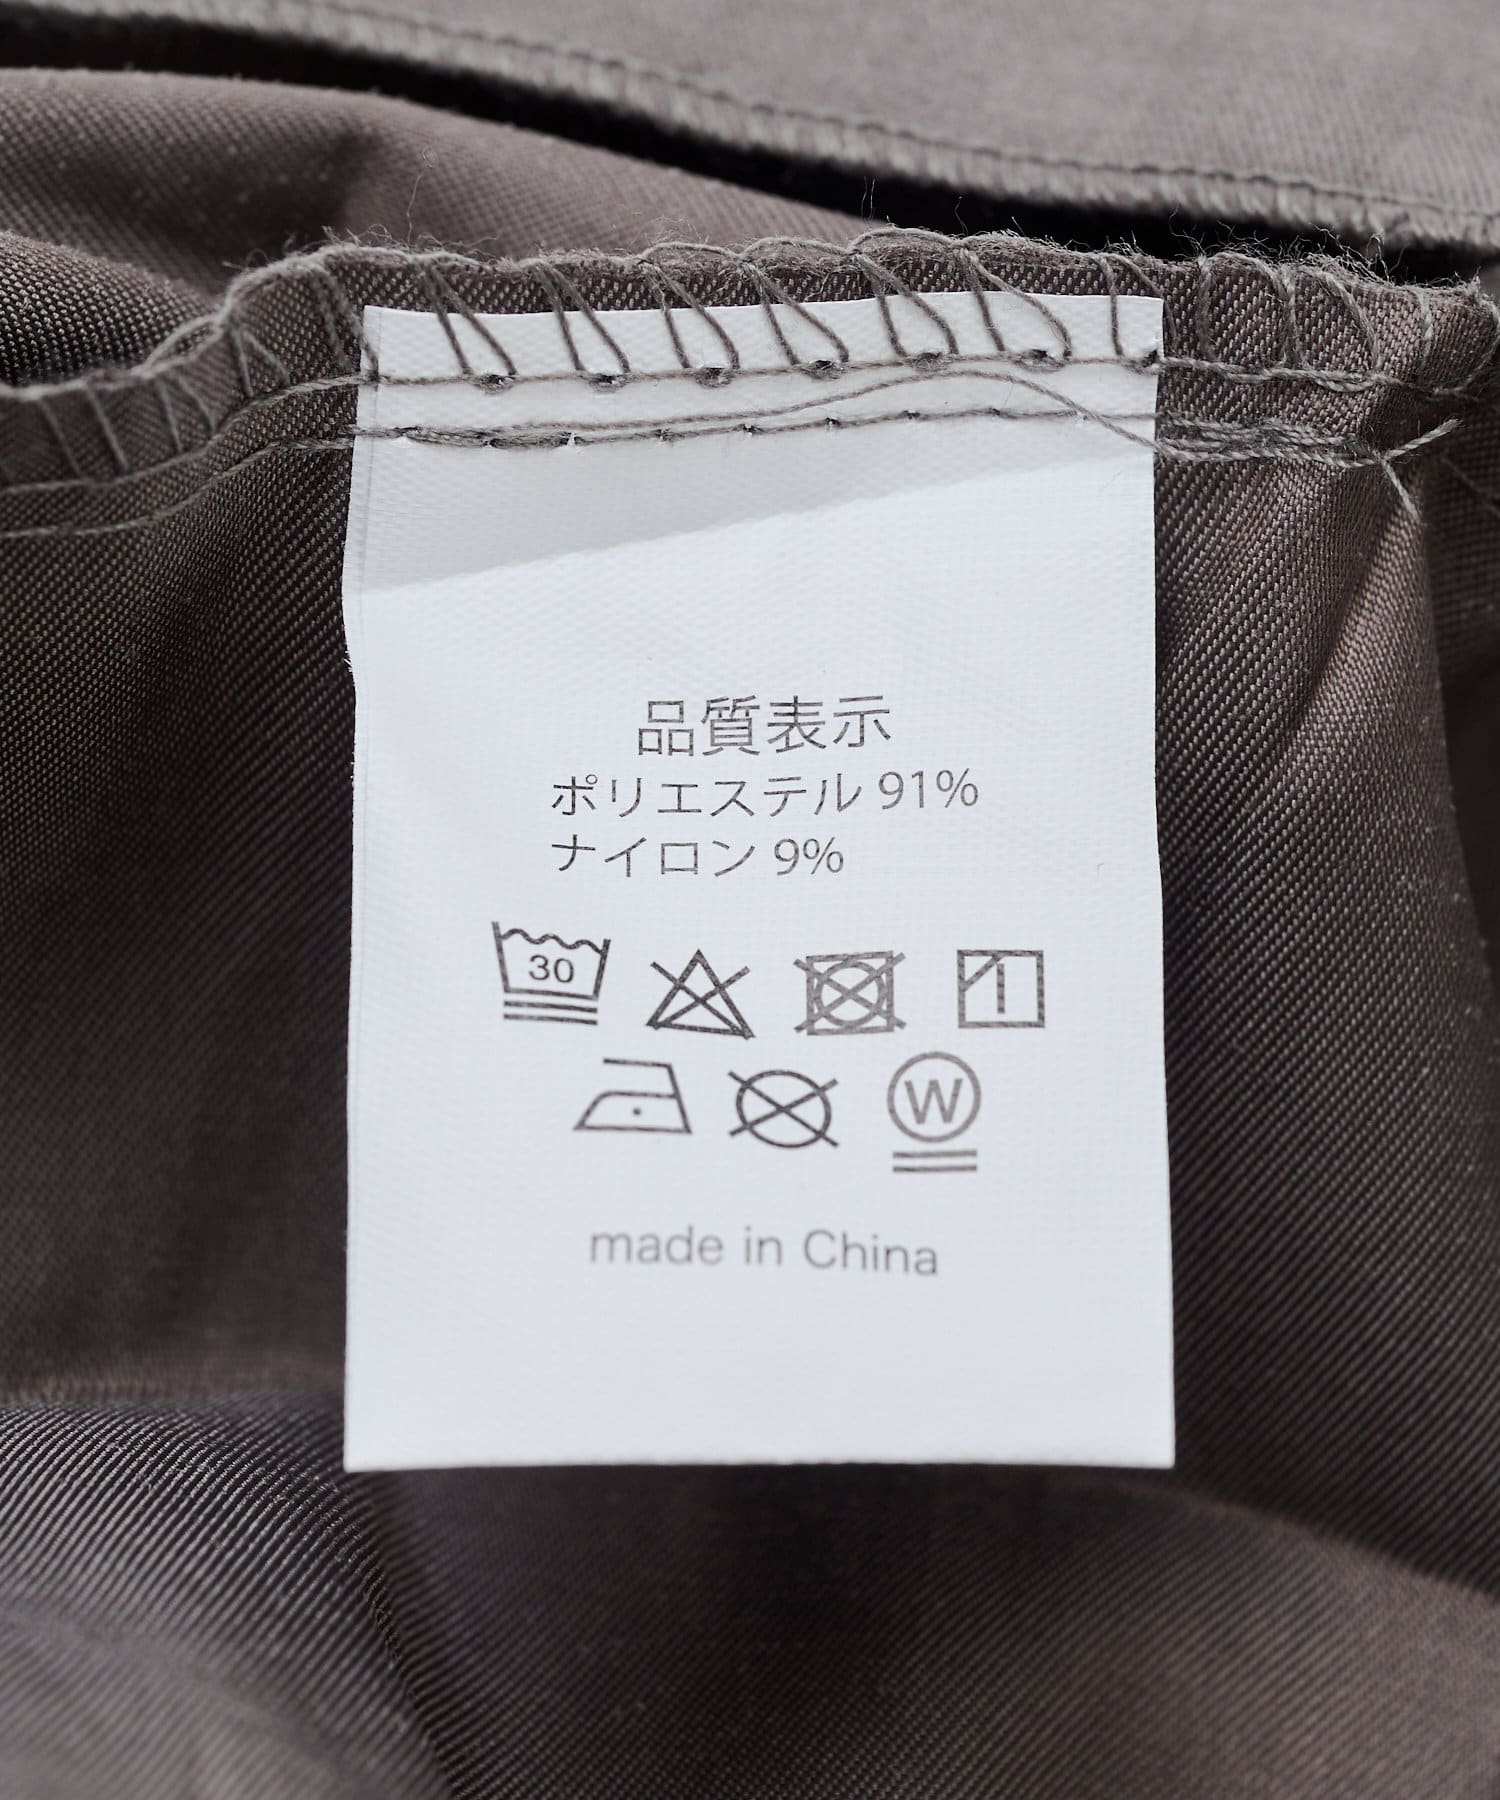 品質表示
ポリエステル 91%
ナイロン 9%
30
W
made in China